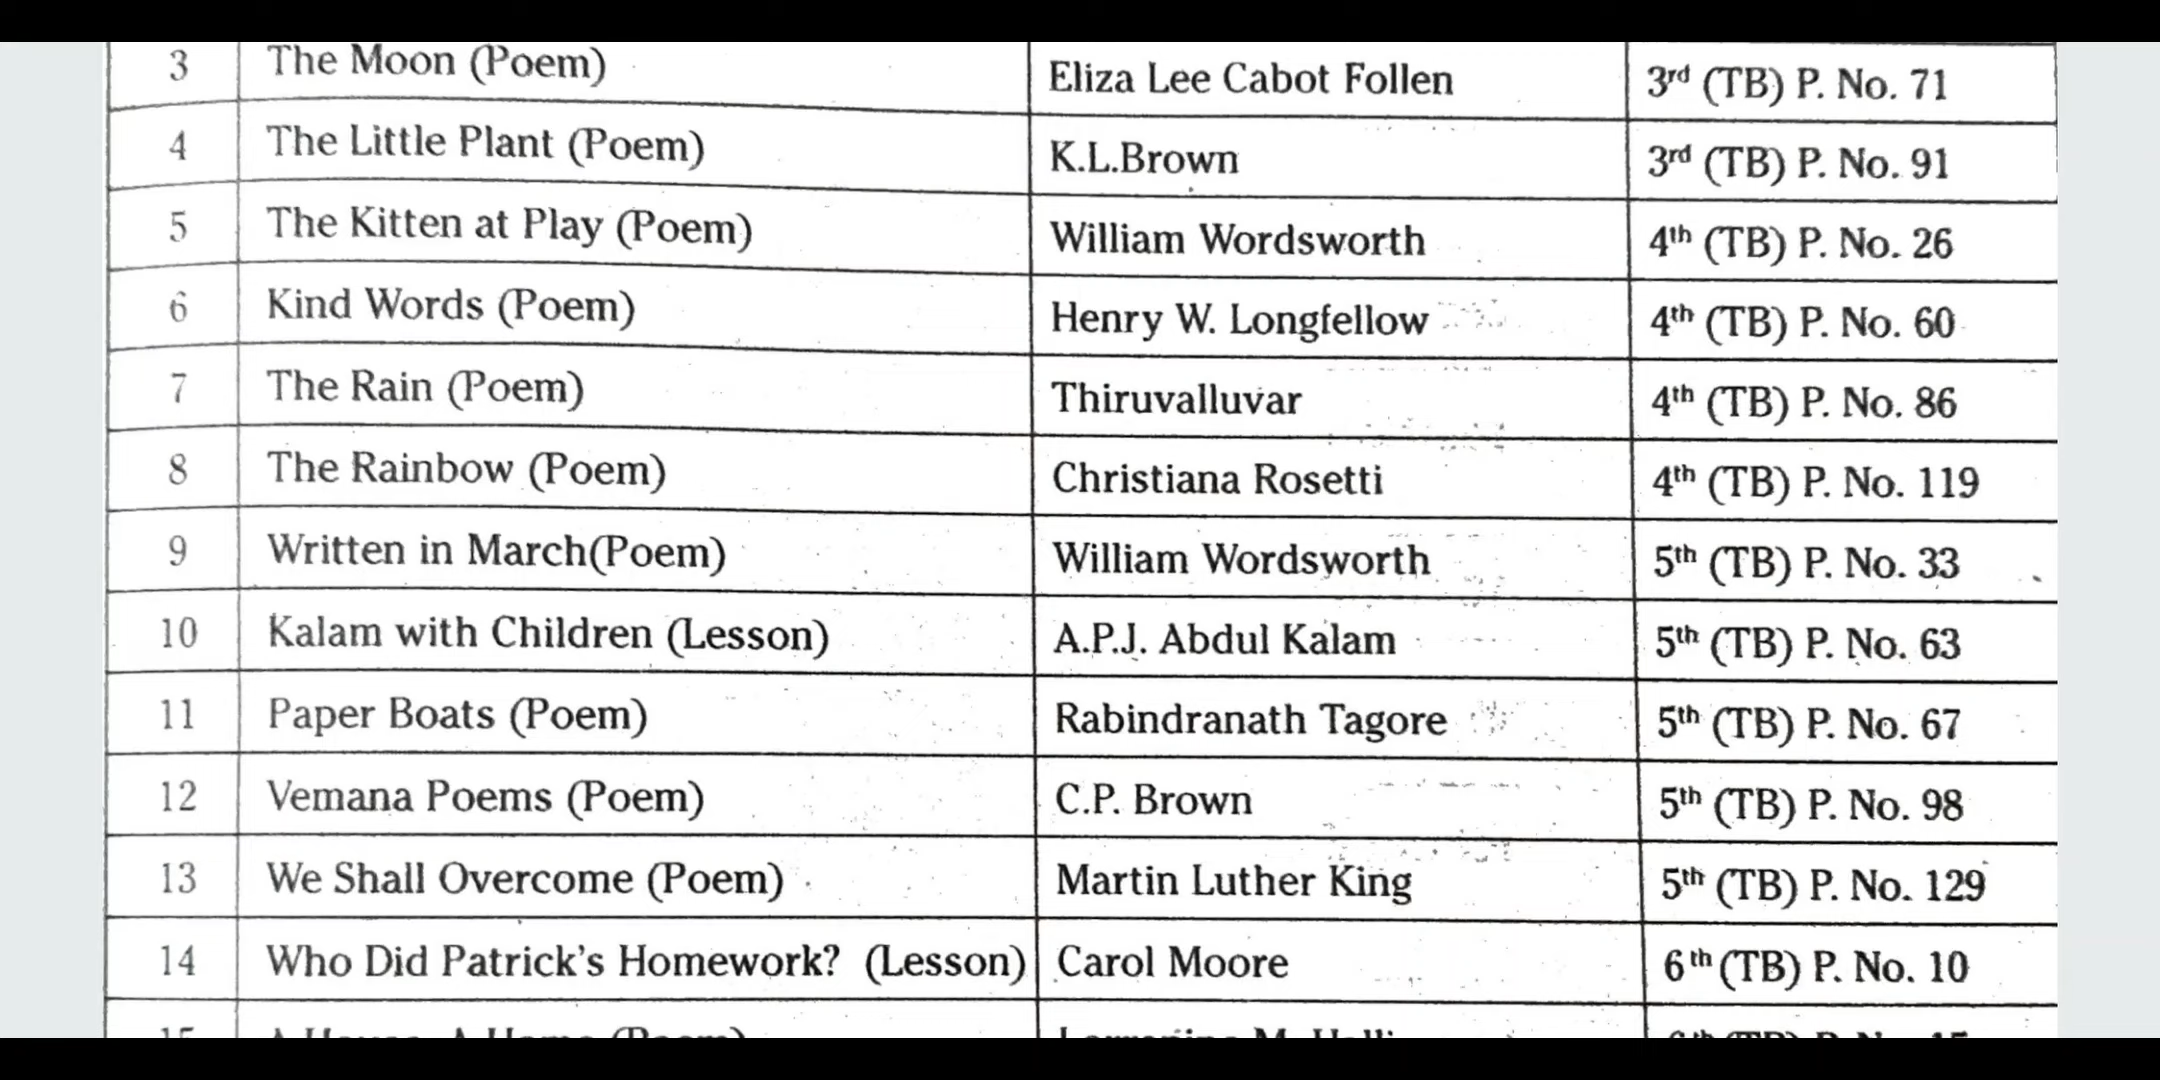 3 The Moon (Poem) Eliza Lee Cabot Follen 3rd (TB) P. No. 71
4 The Little Plant (Poem) K.L.Brown 3rd (TB) P. No. 91
5 The Kitten at Play (Poem) William Wordsworth 4th (TB) P. No. 26
6 Kind Words (Poem) Henry W. Longfellow 4th (TB) P. No. 60
7 The Rain (Poem) Thiruvalluvar 4th (TB) P. No. 86
8 The Rainbow (Poem) Christiana Rosetti 4th (TB) P. No. 119
9 Written in March(Poem) William Wordsworth 5th (TB) P. No. 33
10 Kalam with Children (Lesson) A.P.J. Abdul Kalam 5th (TB) P. No. 63
11 Paper Boats (Poem) Rabindranath Tagore 5th (TB) P. No. 67
12 Vemana Poems (Poem) C.P. Brown 5th (TB) P. No. 98
13 We Shall Overcome (Poem) Martin Luther King 5th (TB) P. No. 129
14 Who Did Patrick's Homework? (Lesson) Carol Moore 6th (TB) P. No. 10